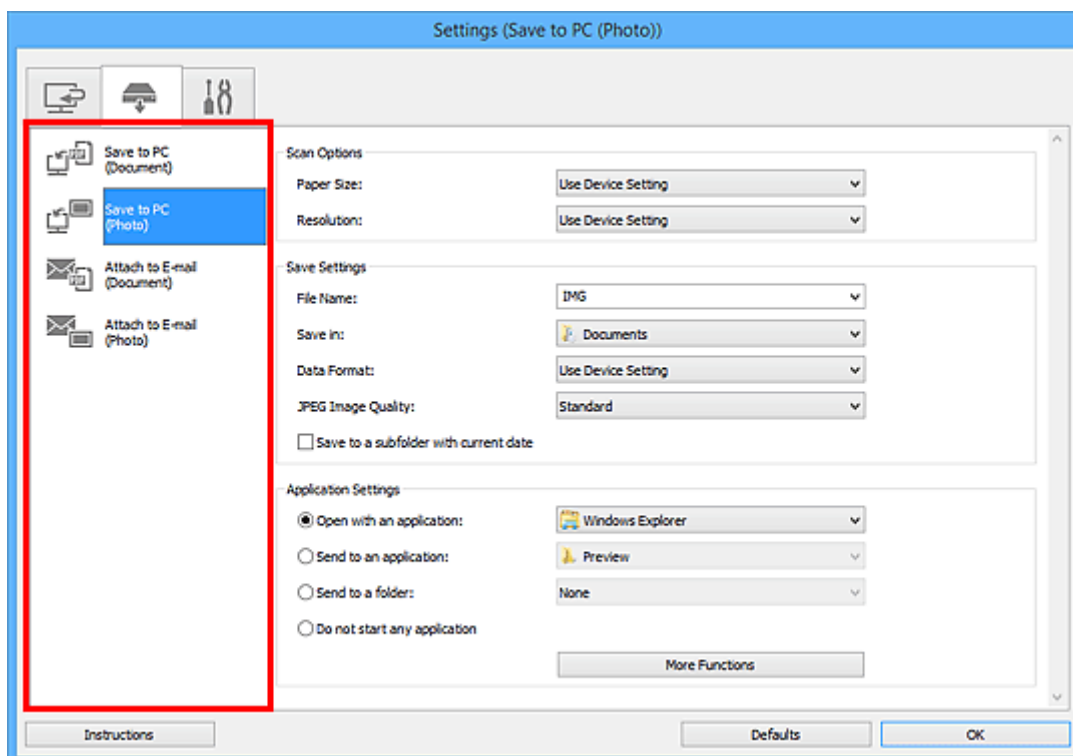 Settings (Save to PC (Photo))
Save to PC
(Document)
Save to PC
(Photo)
Attach to E-mail
(Document)
Attach to E-mail
(Photo)
Scan Options
Paper Size: Use Device Setting
Resolution: Use Device Setting
Save Settings
File Name: IMG
Save in: Documents
Data Format: Use Device Setting
JPEG Image Quality: Standard
Save to a subfolder with current date
Application Settings
Open with an application: Windows Explorer
Send to an application: Preview
Send to a folder: None
Do not start any application
More Functions
Instructions Defaults OK